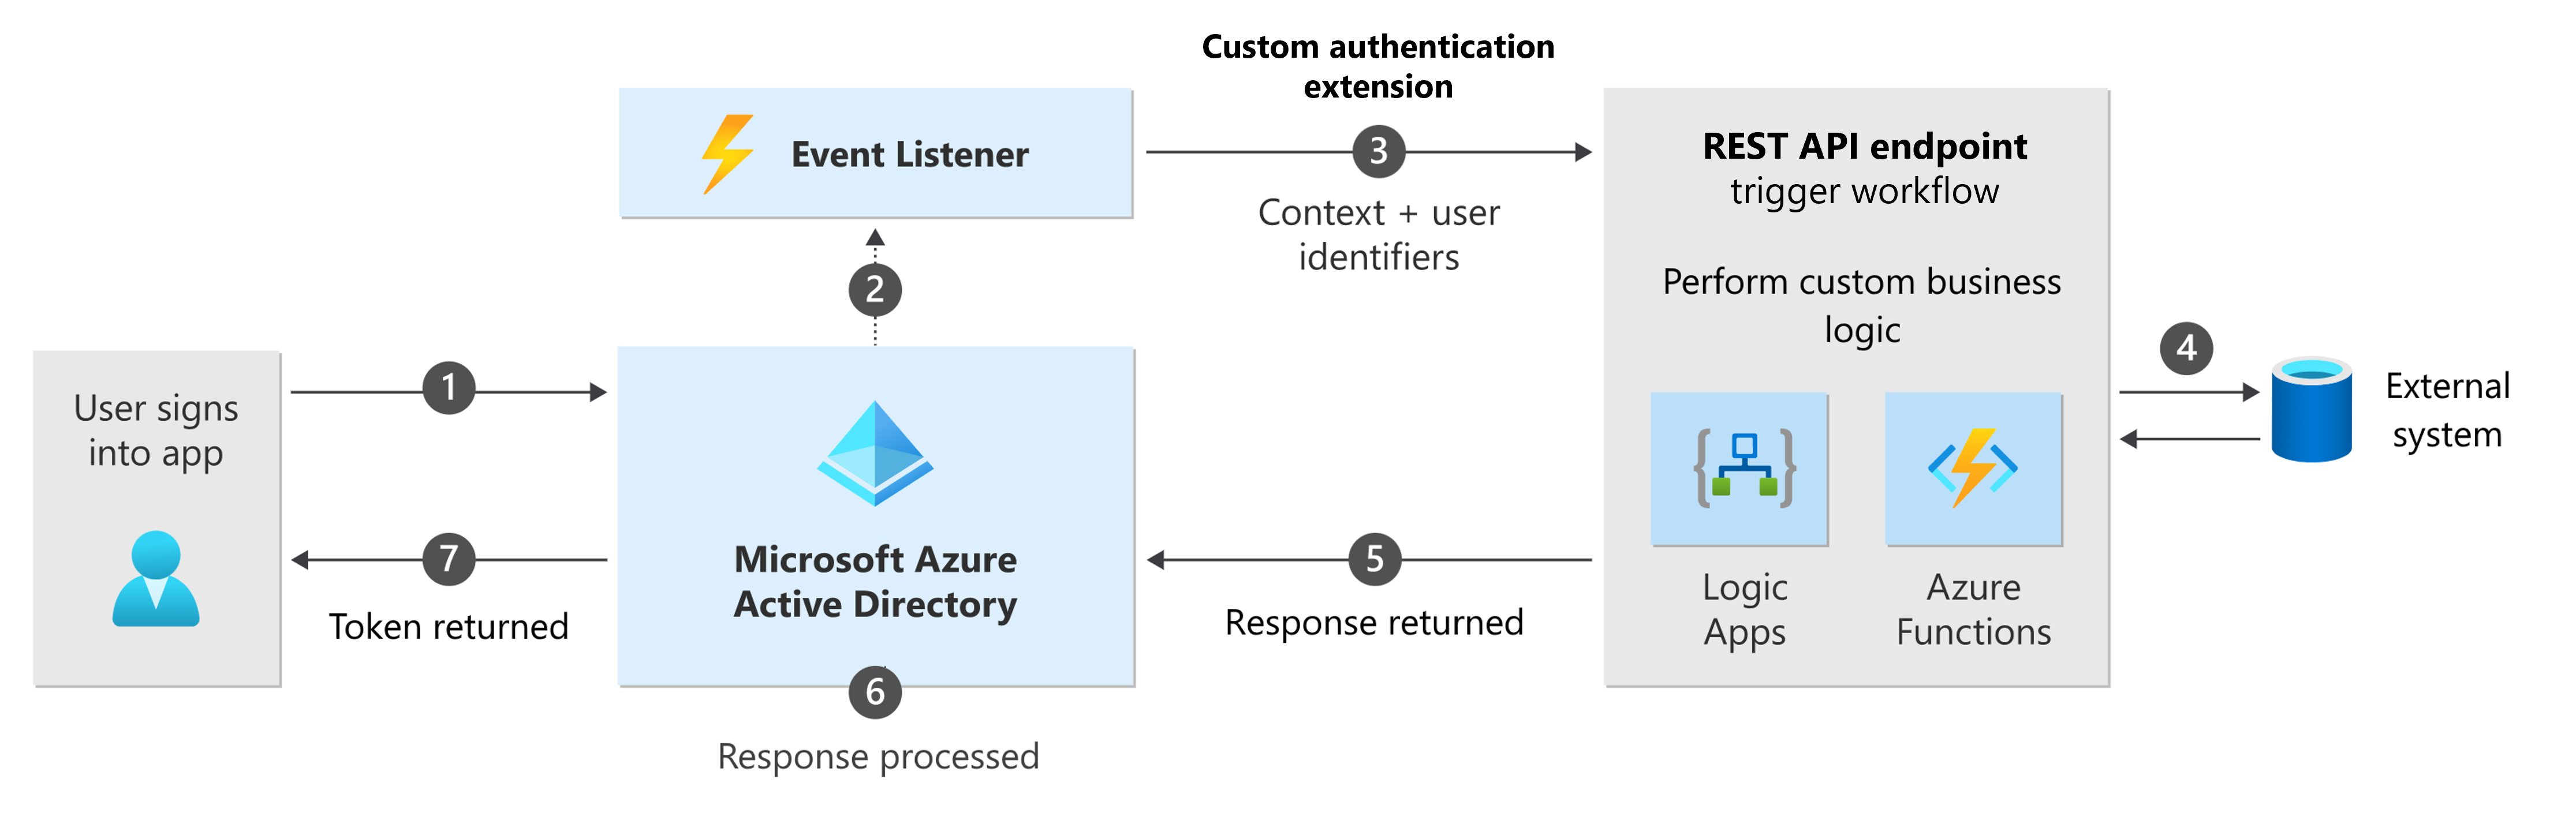 Custom authentication
extension
Event Listener
3
Context + user
identifiers
REST API endpoint
trigger workflow
Perform custom business
logic
2
4
External
system
User signs
into app
1
Microsoft Azure
Active Directory
7
Token returned
5
Response returned
Logic
Apps
Azure
Functions
6
Response processed